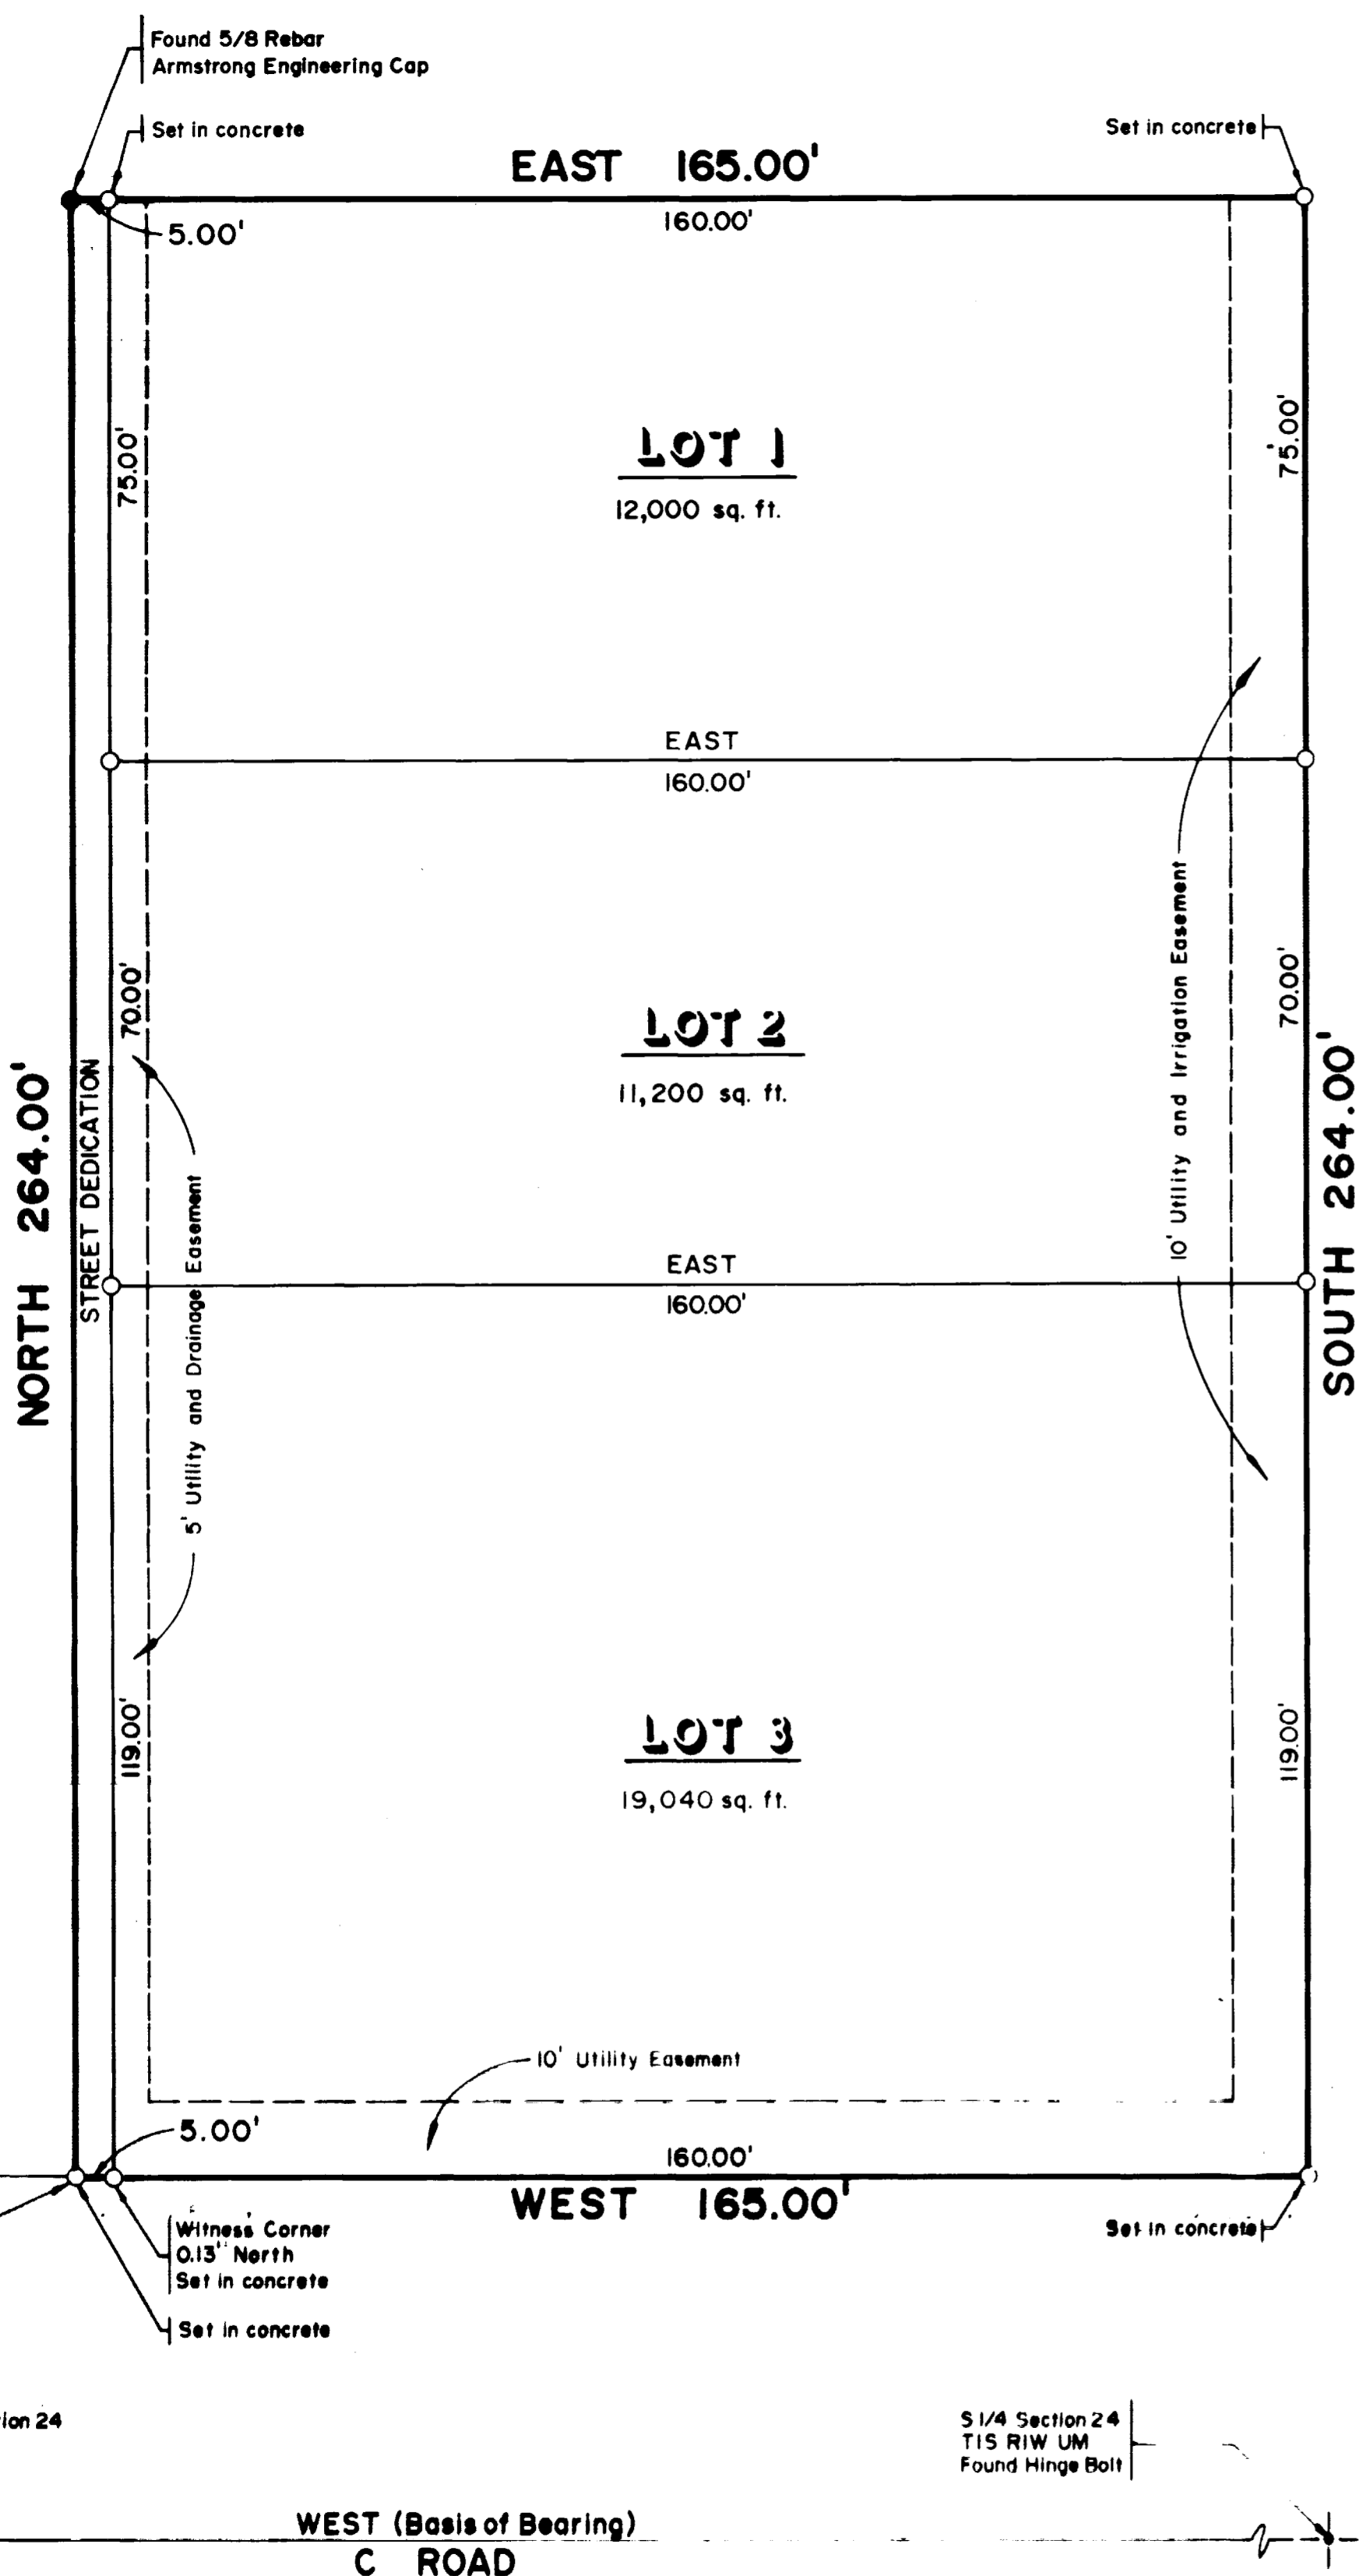 Found 5/8 Rebar
Armstrong Engineering Cap
Set in concrete
Set in concrete
EAST 165.00'
160.00'
5.00'
75.00'
75.00'
LOT 1
12,000 sq. ft.
EAST
160.00'
70.00'
70.00'
LOT 2
11,200 sq. ft.
10' Utility and Irrigation Easement
NORTH 264.00'
STREET DEDICATION
SOUTH 264.00'
5' Utility and Drainage Easement
EAST
160.00'
119.00'
119.00'
LOT 3
19,040 sq. ft.
10' Utility Easement
5.00'
160.00'
WEST 165.00'
Witness Corner
0.13' North
Set in concrete
Set in concrete
Set in concrete
ion 24
S 1/4 Section 24
T1S R1W UM
Found Hinge Bolt
WEST (Basis of Bearing)
C ROAD